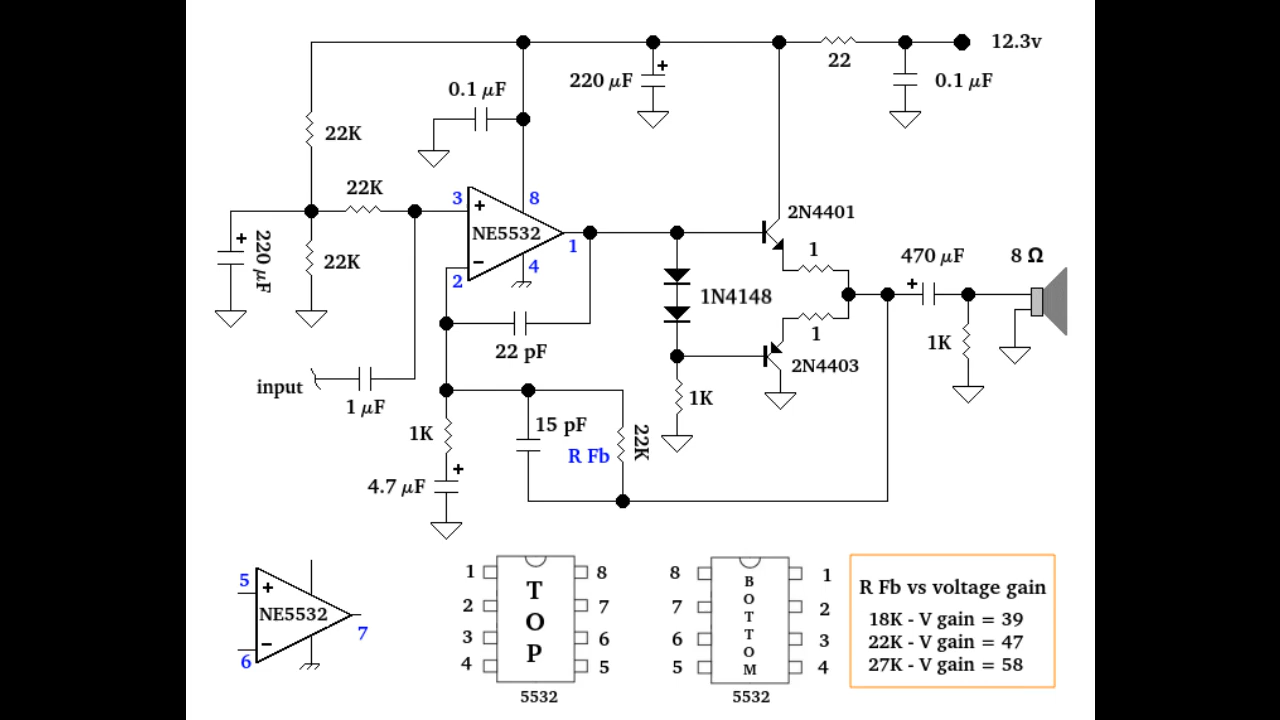 12.3v
22
0.1 μF
220 μF
+
0.1 μF
22K
22K
3
+
8
NE5532
1
−
2
4
2N4401
1
470 μF
+
8 Ω
+
220 μF
22K
1N4148
22 pF
1
2N4403
1K
input
1 μF
1K
1K
15 pF
R Fb
22K
4.7 μF
+
5
+
NE5532
7
−
6
1 TOP 8
2 7
3 6
4 5
5532
8 BOTTOM 1
7 2
6 3
5 4
5532
R Fb vs voltage gain
18K - V gain = 39
22K - V gain = 47
27K - V gain = 58